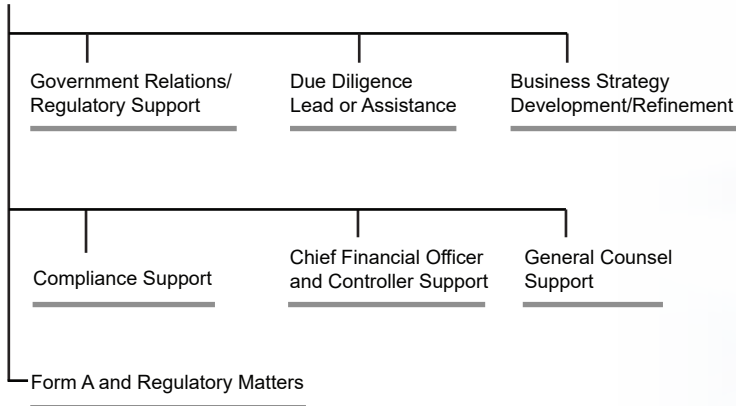 Government Relations/
Regulatory Support
Due Diligence
Lead or Assistance
Business Strategy
Development/Refinement
Compliance Support
Chief Financial Officer
and Controller Support
General Counsel
Support
Form A and Regulatory Matters